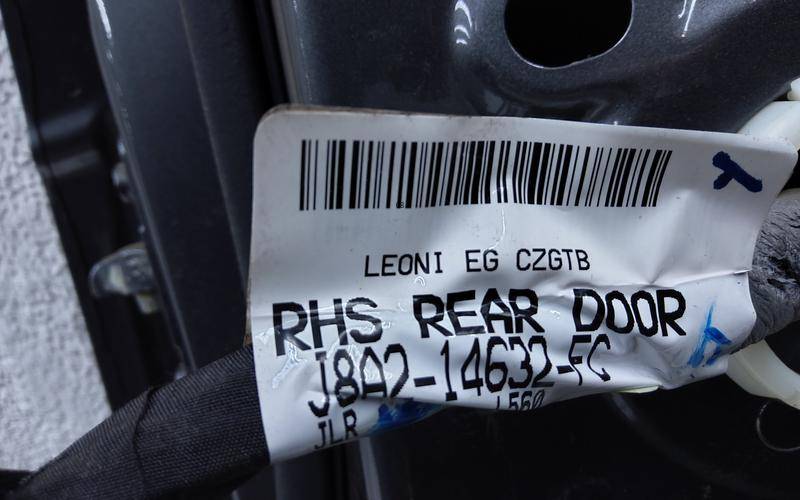 LEONI EG CZGTB
RHS REAR DOOR
J8A2-14632-FC
L560
JLR